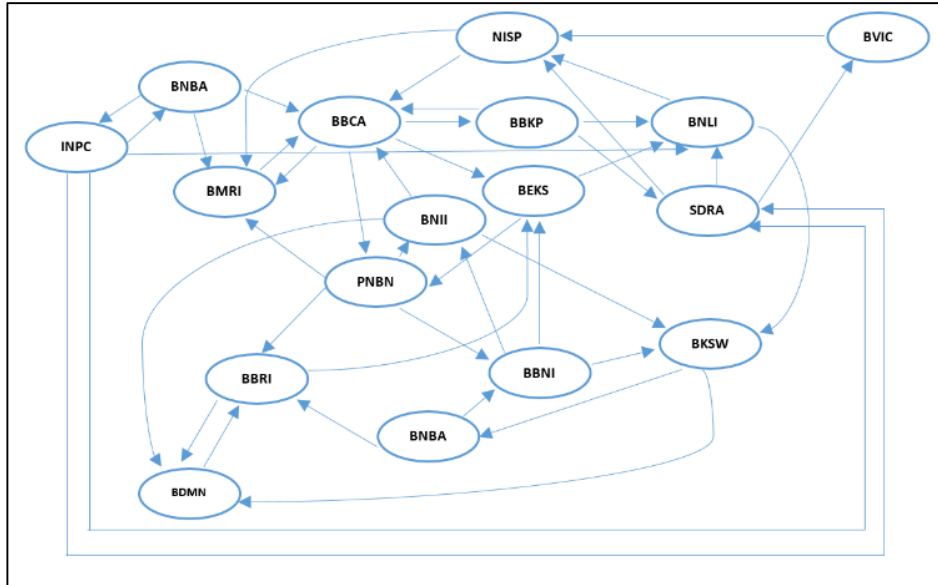 NISP
BVIC
BNBA
BBCA
BBKP
BNLI
INPC
BMRI
BEKS
SDRA
BNII
PNBN
BKSW
BBRI
BBNI
BNBA
BDMN